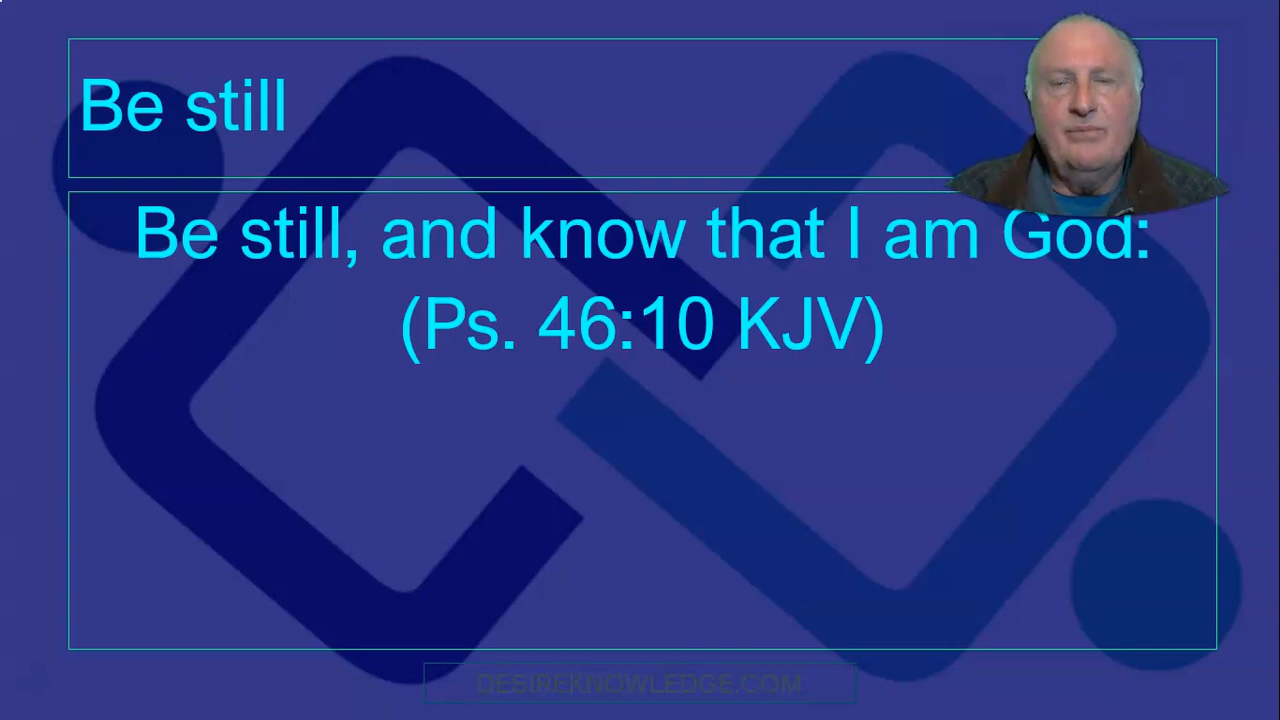 Be still
Be still, and know that I am God:
(Ps. 46:10 KJV)
DESIREKNOWLEDGE.COM